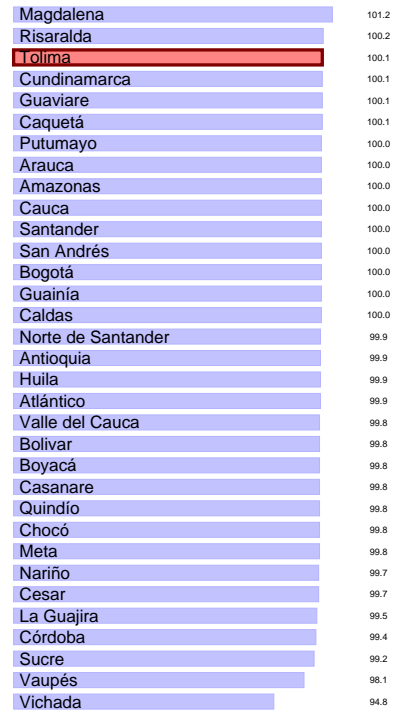 Magdalena 101.2
Risaralda 100.2
Tolima 100.1
Cundinamarca 100.1
Guaviare 100.1
Caquetá 100.1
Putumayo 100.0
Arauca 100.0
Amazonas 100.0
Cauca 100.0
Santander 100.0
San Andrés 100.0
Bogotá 100.0
Guainía 100.0
Caldas 100.0
Norte de Santander 99.9
Antioquia 99.9
Huila 99.9
Atlántico 99.9
Valle del Cauca 99.8
Bolivar 99.8
Boyacá 99.8
Casanare 99.8
Quindío 99.8
Chocó 99.8
Meta 99.8
Nariño 99.7
Cesar 99.7
La Guajira 99.5
Córdoba 99.4
Sucre 99.2
Vaupés 98.1
Vichada 94.8